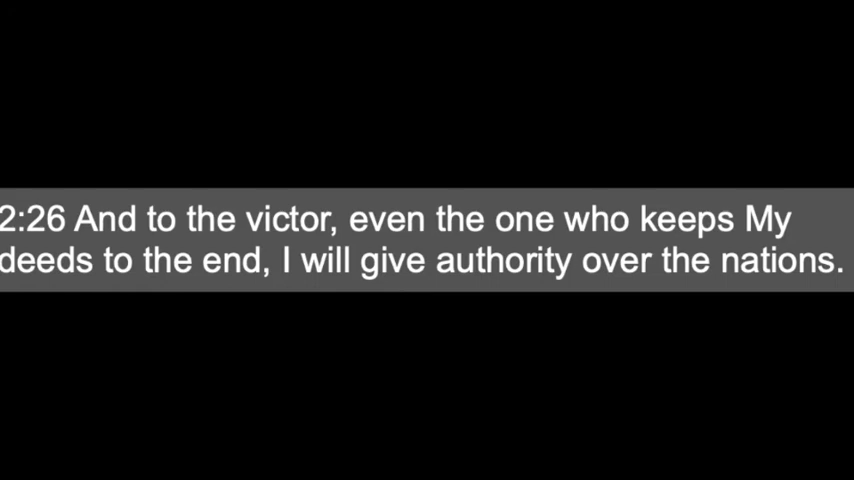 2:26 And to the victor, even the one who keeps My
deeds to the end, I will give authority over the nations.